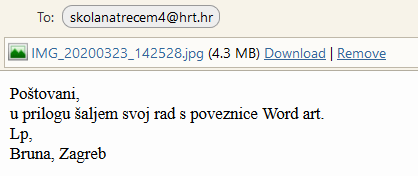 To: skolanatrecem4@hrt.hr
IMG_20200323_142528.jpg (4.3 MB) Download | Remove
Poštovani,
u prilogu šaljem svoj rad s poveznice Word art.
Lp,
Bruna, Zagreb